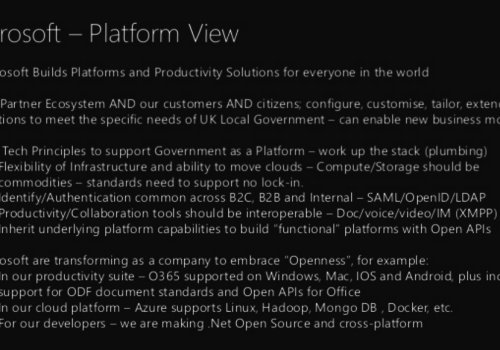 rosoft – Platform View
osoft Builds Platforms and Productivity Solutions for everyone in the world
Partner Ecosystem AND our customers AND citizens; configure, customise, tailor, exten
tions to meet the specific needs of UK Local Government – can enable new business mo
Tech Principles to support Government as a Platform – work up the stack (plumbing)
Flexibility of Infrastructure and ability to move clouds – Compute/Storage should be
commodities – standards need to support no lock-in.
Identify/Authentication common across B2C, B2B and Internal – SAML/OpenID/LDAP
Productivity/Collaboration tools should be interoperable – Doc/voice/video/IM (XMPP)
Inherit underlying platform capabilities to build “functional” platforms with Open APIs
osoft are transforming as a company to embrace “Openness”, for example:
In our productivity suite – O365 supported on Windows, Mac, IOS and Android, plus in
support for ODF document standards and Open APIs for Office
In our cloud platform – Azure supports Linux, Hadoop, Mongo DB , Docker, etc.
For our developers – we are making .Net Open Source and cross-platform